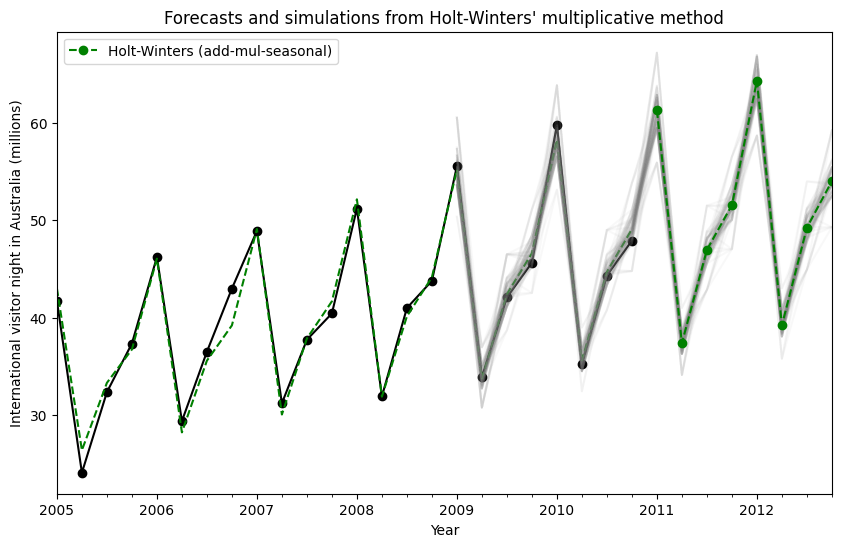 Forecasts and simulations from Holt-Winters' multiplicative method
Holt-Winters (add-mul-seasonal)
International visitor night in Australia (millions)
60
50
40
30
2005 2006 2007 2008 2009 2010 2011 2012
Year